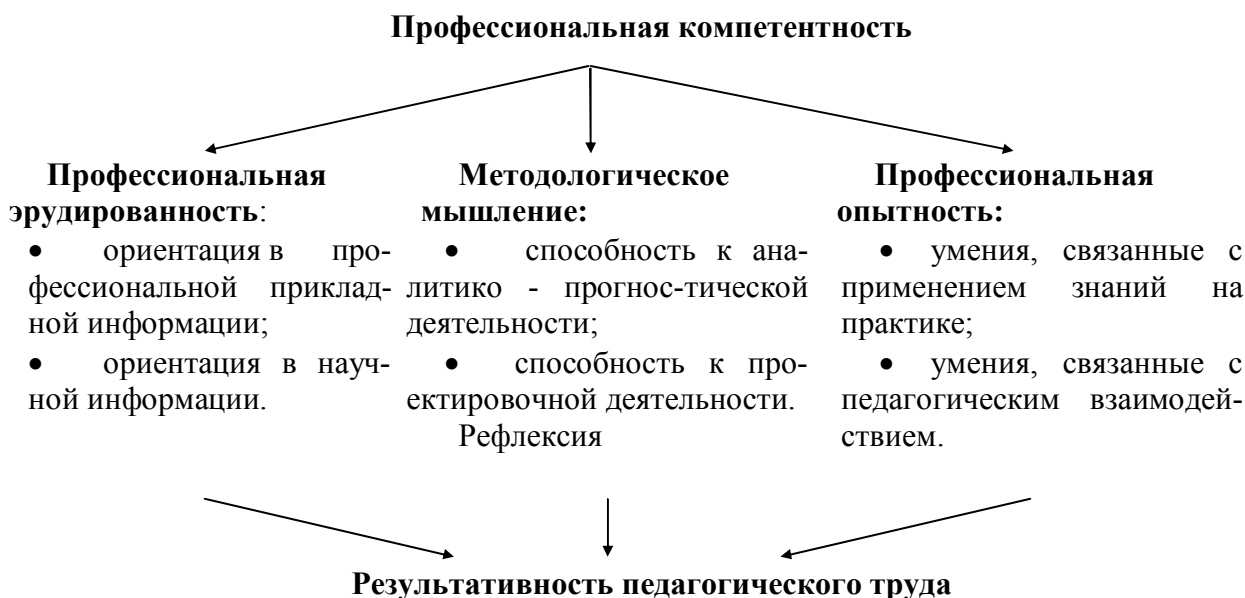 Профессиональная компетентность
Профессиональная
эрудированность:
• ориентация в про-
фессиональной приклад-
ной информации;
• ориентация в науч-
ной информации.
Методологическое
мышление:
• способность к ана-
литико - прогнос-тической
деятельности;
• способность к про-
ектировочной деятельности.
Рефлексия
Профессиональная
опытность:
• умения, связанные с
применением знаний на
практике;
• умения, связанные с
педагогическим взаимодей-
ствием.
Результативность педагогического труда